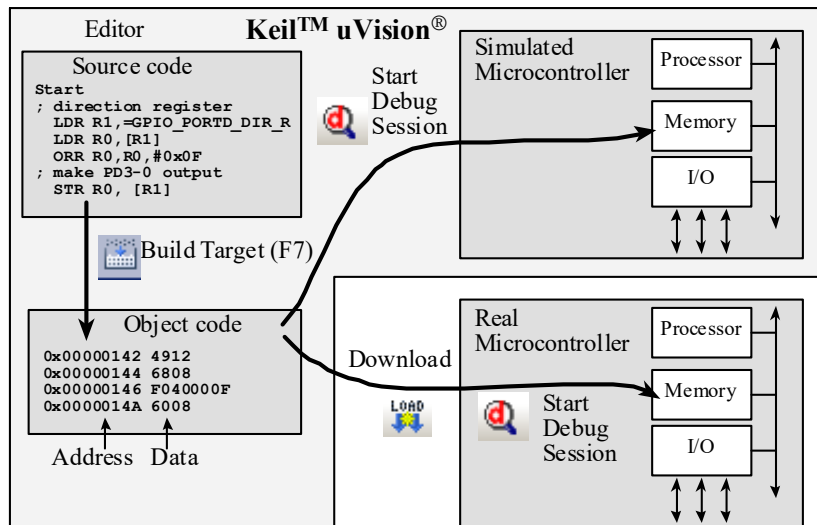 Editor
Keil™ uVision®
Source code
Start
; direction register
LDR R1,=GPIO_PORTD_DIR_R
LDR R0,[R1]
ORR R0,R0,#0x0F
; make PD3-0 output
STR R0, [R1]
Build Target (F7)
Object code
0x00000142 4912
0x00000144 6808
0x00000146 F040000F
0x0000014A 6008
Address Data
Start
Debug
Session
Simulated
Microcontroller
Processor
Memory
I/O
Download
LOAD
Start
Debug
Session
Real
Microcontroller
Processor
Memory
I/O